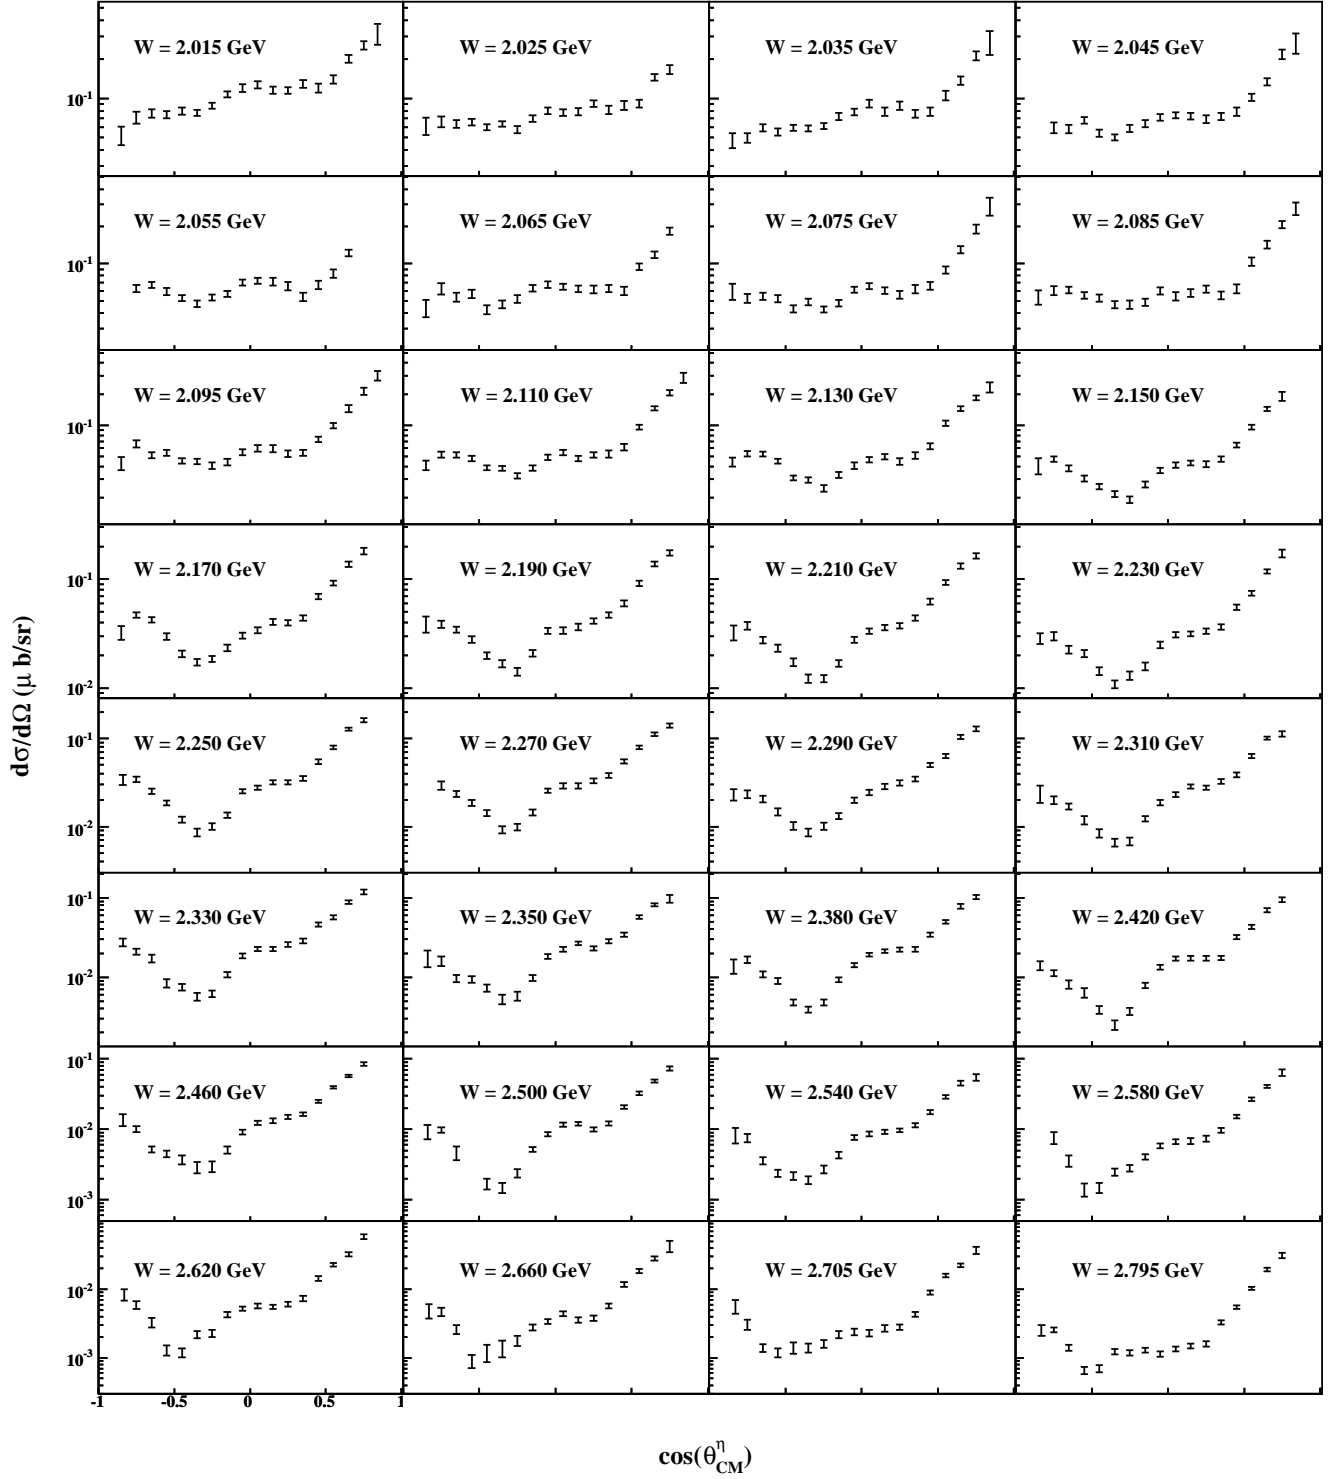 W = 2.015 GeV W = 2.025 GeV W = 2.035 GeV W = 2.045 GeV
10⁻¹
W = 2.055 GeV W = 2.065 GeV W = 2.075 GeV W = 2.085 GeV
10⁻¹
W = 2.095 GeV W = 2.110 GeV W = 2.130 GeV W = 2.150 GeV
10⁻¹
W = 2.170 GeV W = 2.190 GeV W = 2.210 GeV W = 2.230 GeV
10⁻¹
10⁻²
dσ/dΩ (μ b/sr)
W = 2.250 GeV W = 2.270 GeV W = 2.290 GeV W = 2.310 GeV
10⁻¹
10⁻²
W = 2.330 GeV W = 2.350 GeV W = 2.380 GeV W = 2.420 GeV
10⁻¹
10⁻²
W = 2.460 GeV W = 2.500 GeV W = 2.540 GeV W = 2.580 GeV
10⁻¹
10⁻²
10⁻³
W = 2.620 GeV W = 2.660 GeV W = 2.705 GeV W = 2.795 GeV
10⁻²
10⁻³
-1 -0.5 0 0.5 1
cos(θ^η_CM)